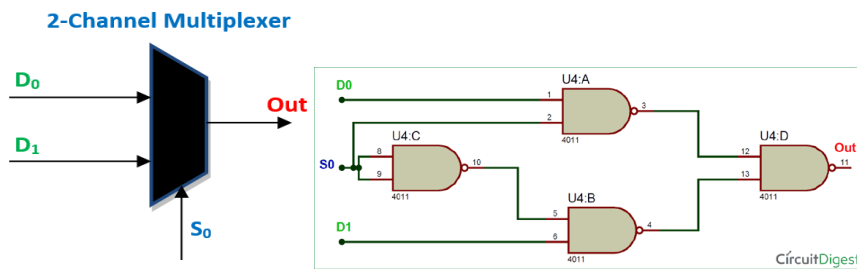 2-Channel Multiplexer
D0
D1
Out
S0
D0
U4:A
1
2
3
4011
U4:C
S0
8
9
10
4011
U4:D
12
13
Out
11
4011
U4:B
5
6
4
4011
D1
CírcuitDigest